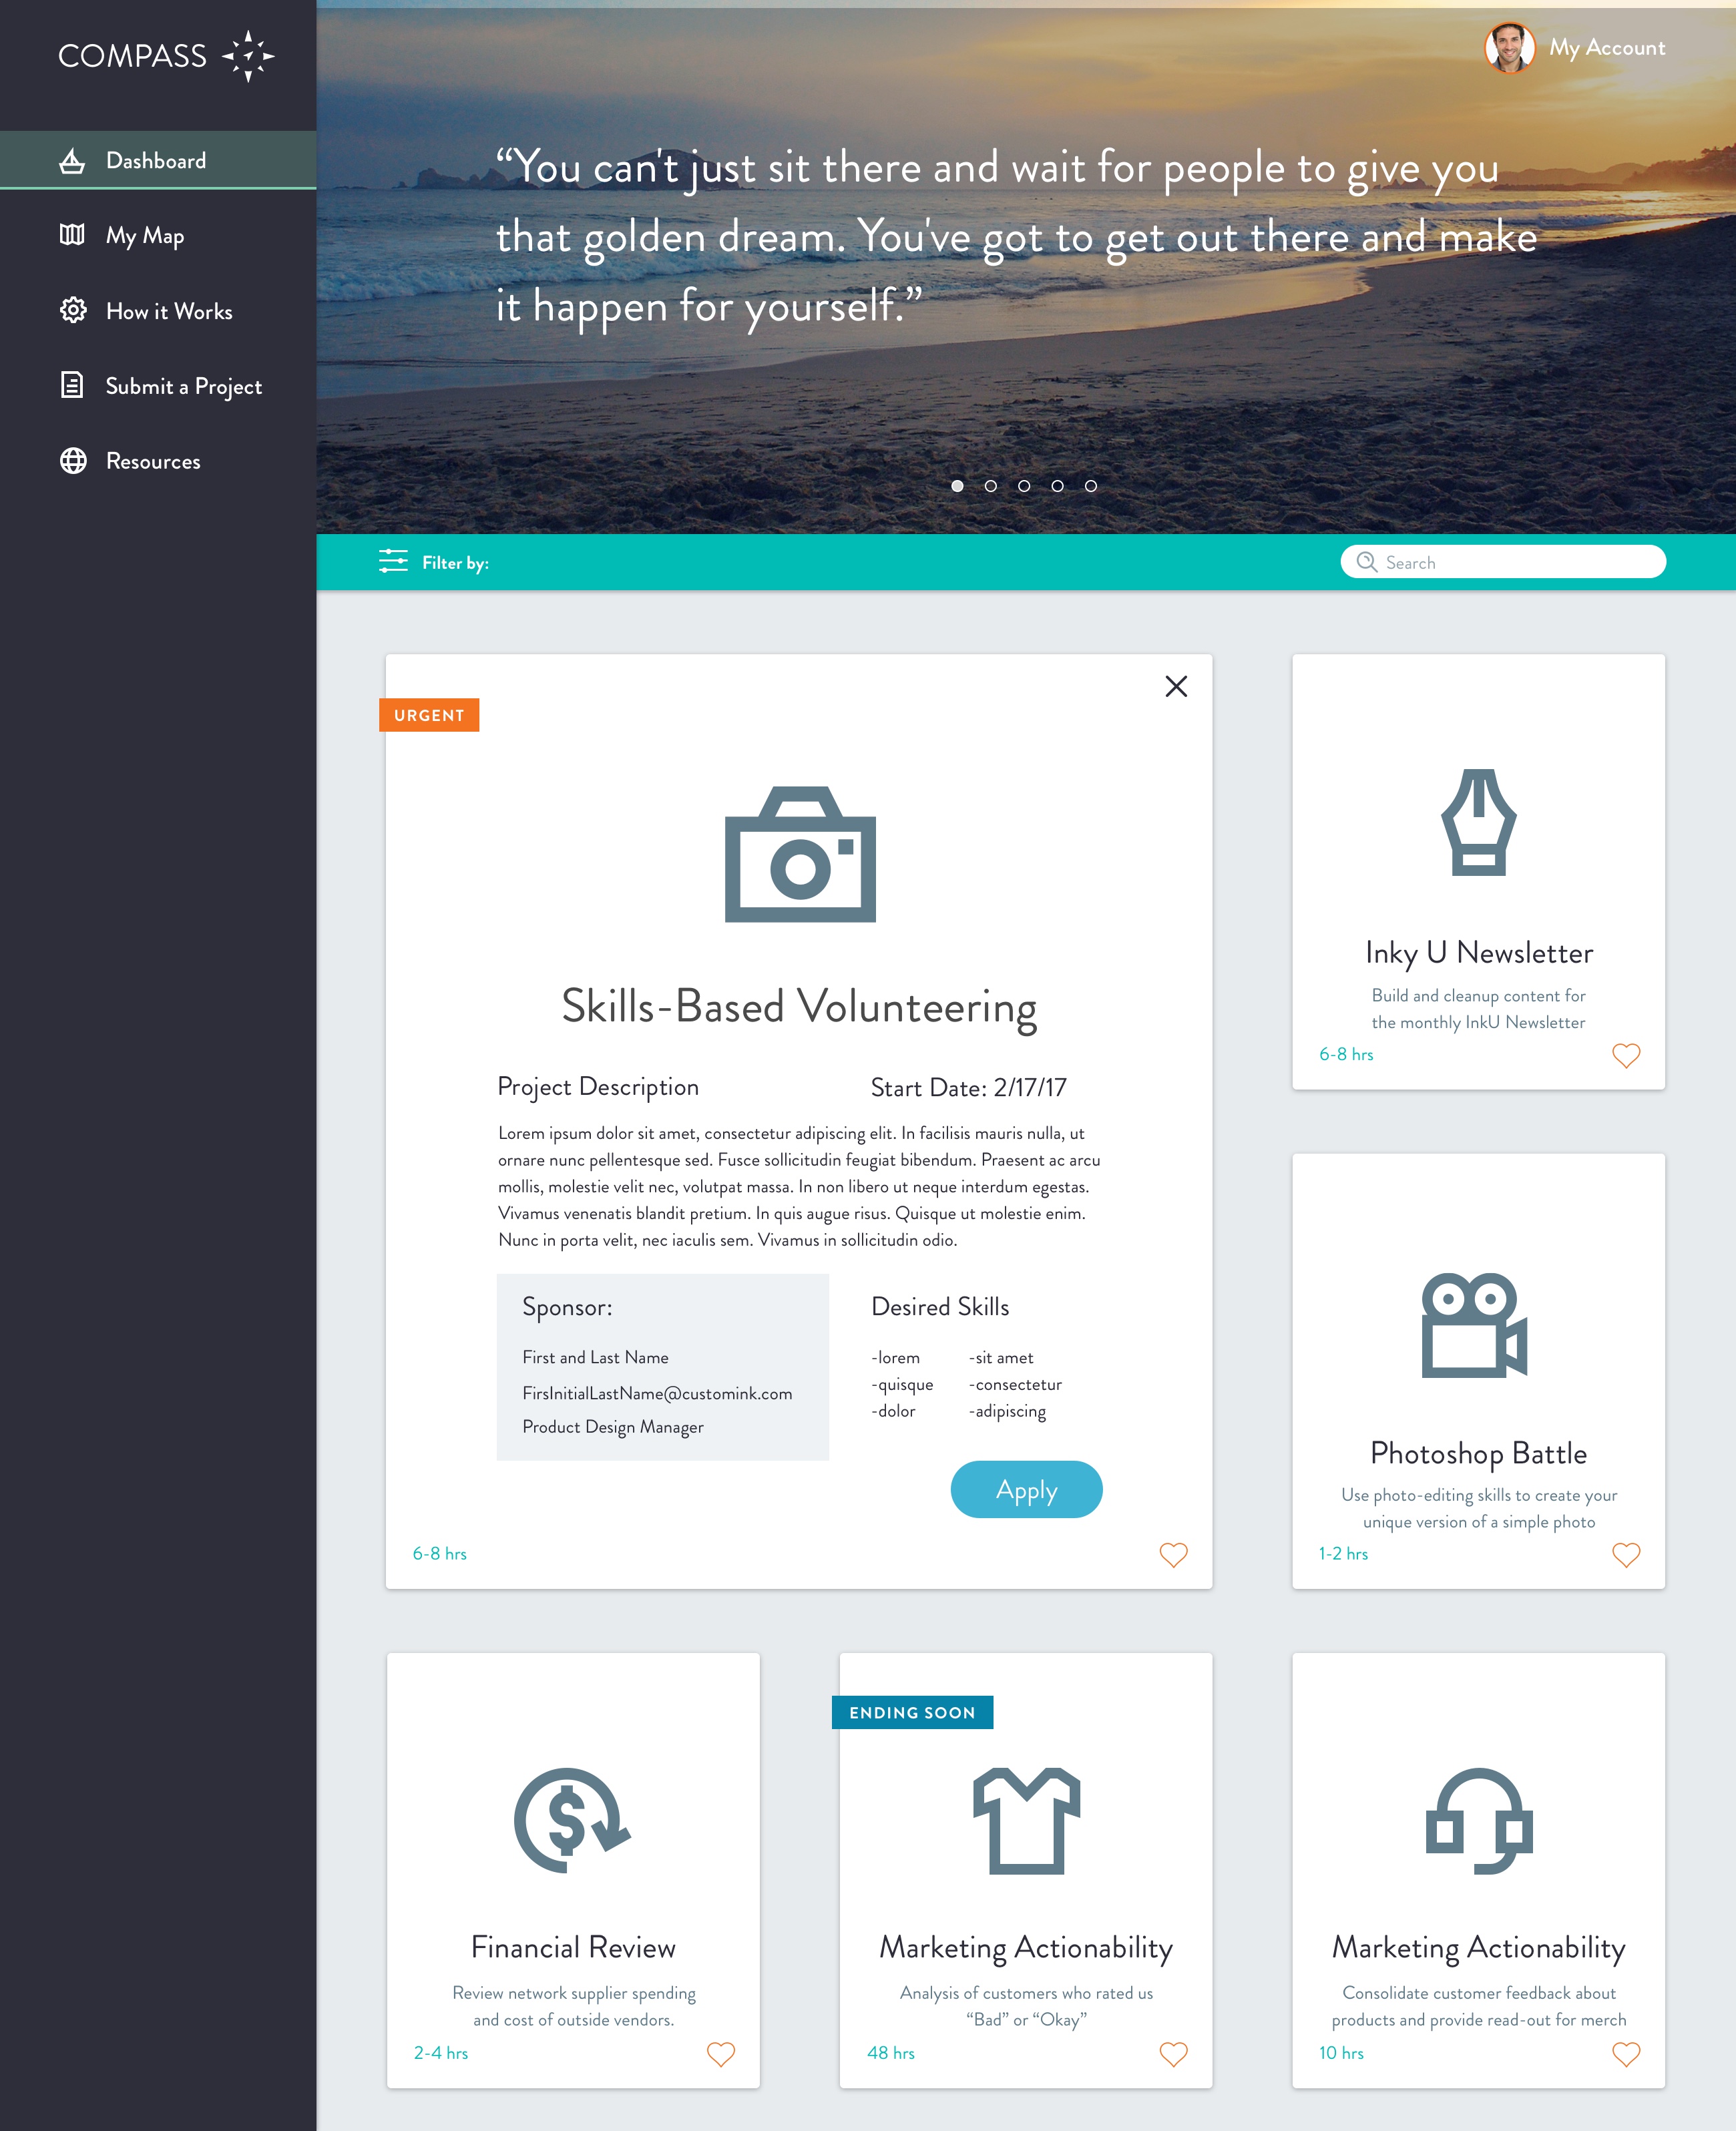 COMPASS
Dashboard
My Map
How it Works
Submit a Project
Resources
My Account
“You can't just sit there and wait for people to give you
that golden dream. You've got to get out there and make
it happen for yourself.”
Filter by:
Search
URGENT
Skills-Based Volunteering
Project Description
Start Date: 2/17/17
Lorem ipsum dolor sit amet, consectetur adipiscing elit. In facilisis mauris nulla, ut
ornare nunc pellentesque sed. Fusce sollicitudin feugiat bibendum. Praesent ac arcu
mollis, molestie velit nec, volutpat massa. In non libero ut neque interdum egestas.
Vivamus venenatis blandit pretium. In quis augue risus. Quisque ut molestie enim.
Nunc in porta velit, nec iaculis sem. Vivamus in sollicitudin odio.
Sponsor:
First and Last Name
FirsInitialLastName@customink.com
Product Design Manager
Desired Skills
-lorem
-quisque
-dolor
-sit amet
-consectetur
-adipiscing
Apply
6-8 hrs
Inky U Newsletter
Build and cleanup content for
the monthly InkU Newsletter
6-8 hrs
Photoshop Battle
Use photo-editing skills to create your
unique version of a simple photo
1-2 hrs
Financial Review
Review network supplier spending
and cost of outside vendors.
2-4 hrs
ENDING SOON
Marketing Actionability
Analysis of customers who rated us
“Bad” or “Okay”
48 hrs
Marketing Actionability
Consolidate customer feedback about
products and provide read-out for merch
10 hrs